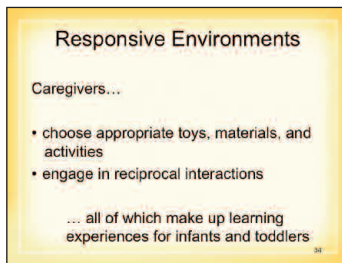 Responsive Environments
Caregivers…
• choose appropriate toys, materials, and
activities
• engage in reciprocal interactions
… all of which make up learning
experiences for infants and toddlers